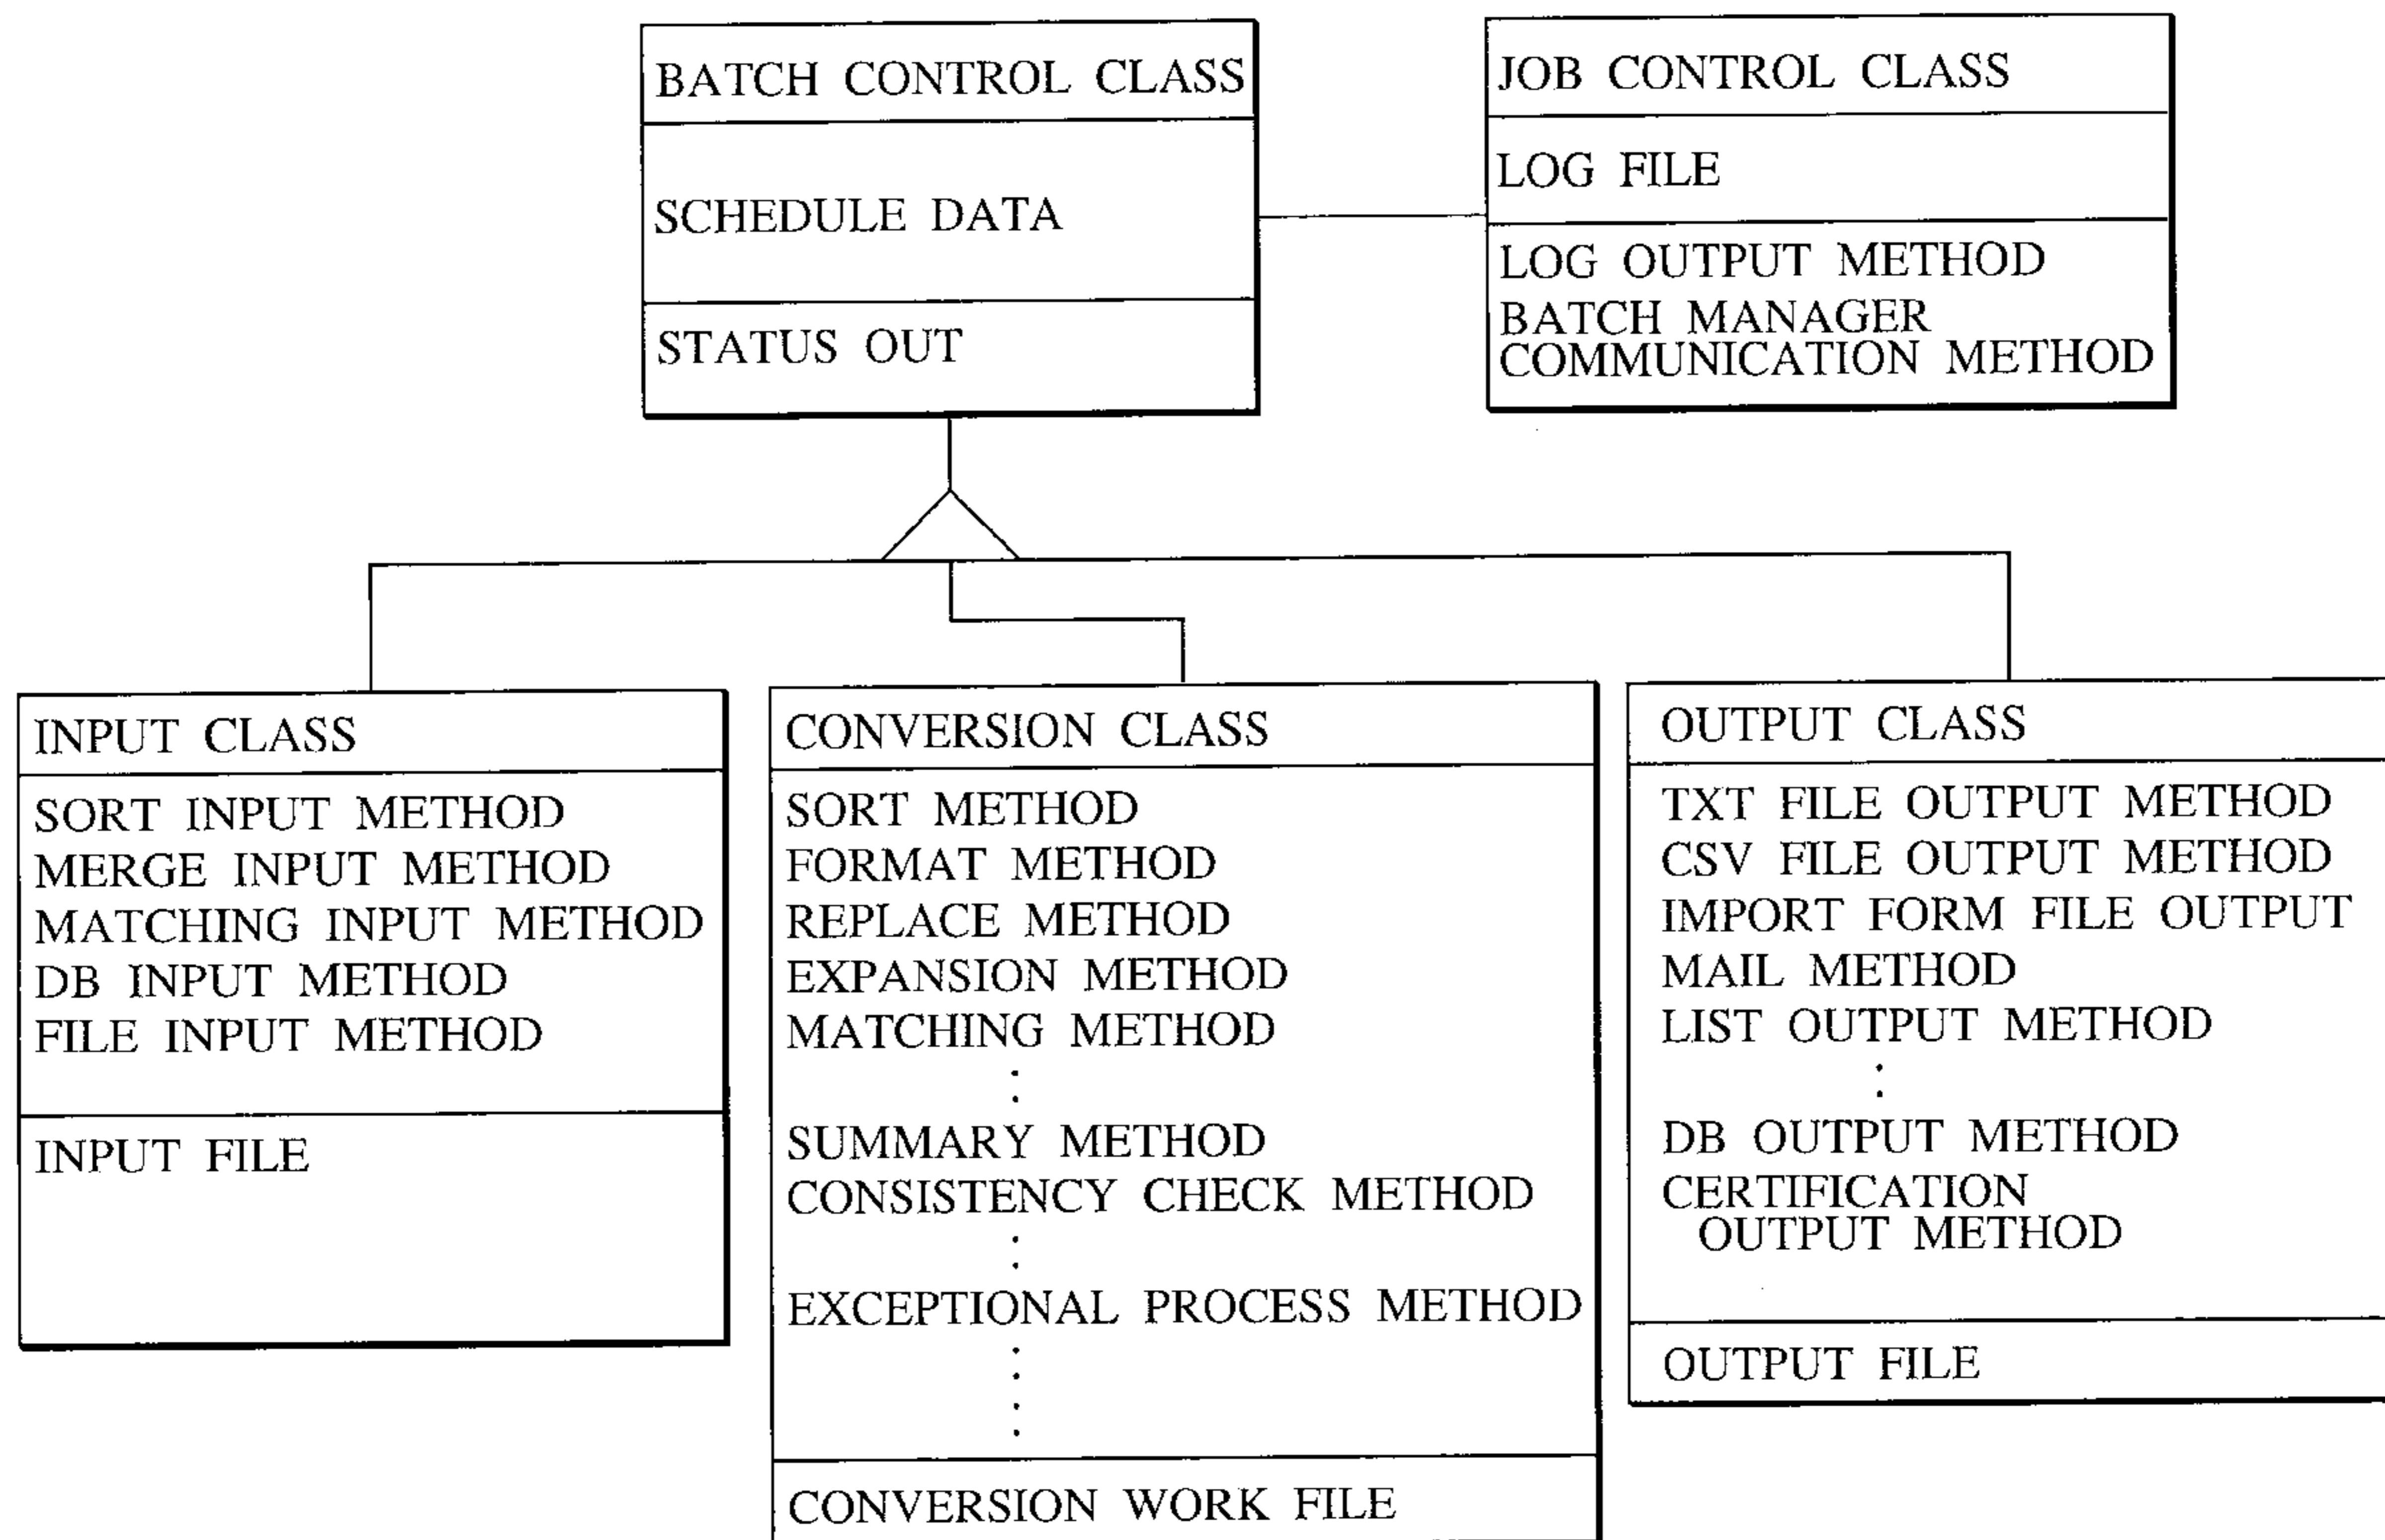 BATCH CONTROL CLASS
SCHEDULE DATA
STATUS OUT
JOB CONTROL CLASS
LOG FILE
LOG OUTPUT METHOD
BATCH MANAGER
COMMUNICATION METHOD
INPUT CLASS
SORT INPUT METHOD
MERGE INPUT METHOD
MATCHING INPUT METHOD
DB INPUT METHOD
FILE INPUT METHOD
INPUT FILE
CONVERSION CLASS
SORT METHOD
FORMAT METHOD
REPLACE METHOD
EXPANSION METHOD
MATCHING METHOD
SUMMARY METHOD
CONSISTENCY CHECK METHOD
EXCEPTIONAL PROCESS METHOD
CONVERSION WORK FILE
OUTPUT CLASS
TXT FILE OUTPUT METHOD
CSV FILE OUTPUT METHOD
IMPORT FORM FILE OUTPUT
MAIL METHOD
LIST OUTPUT METHOD
DB OUTPUT METHOD
CERTIFICATION
OUTPUT METHOD
OUTPUT FILE